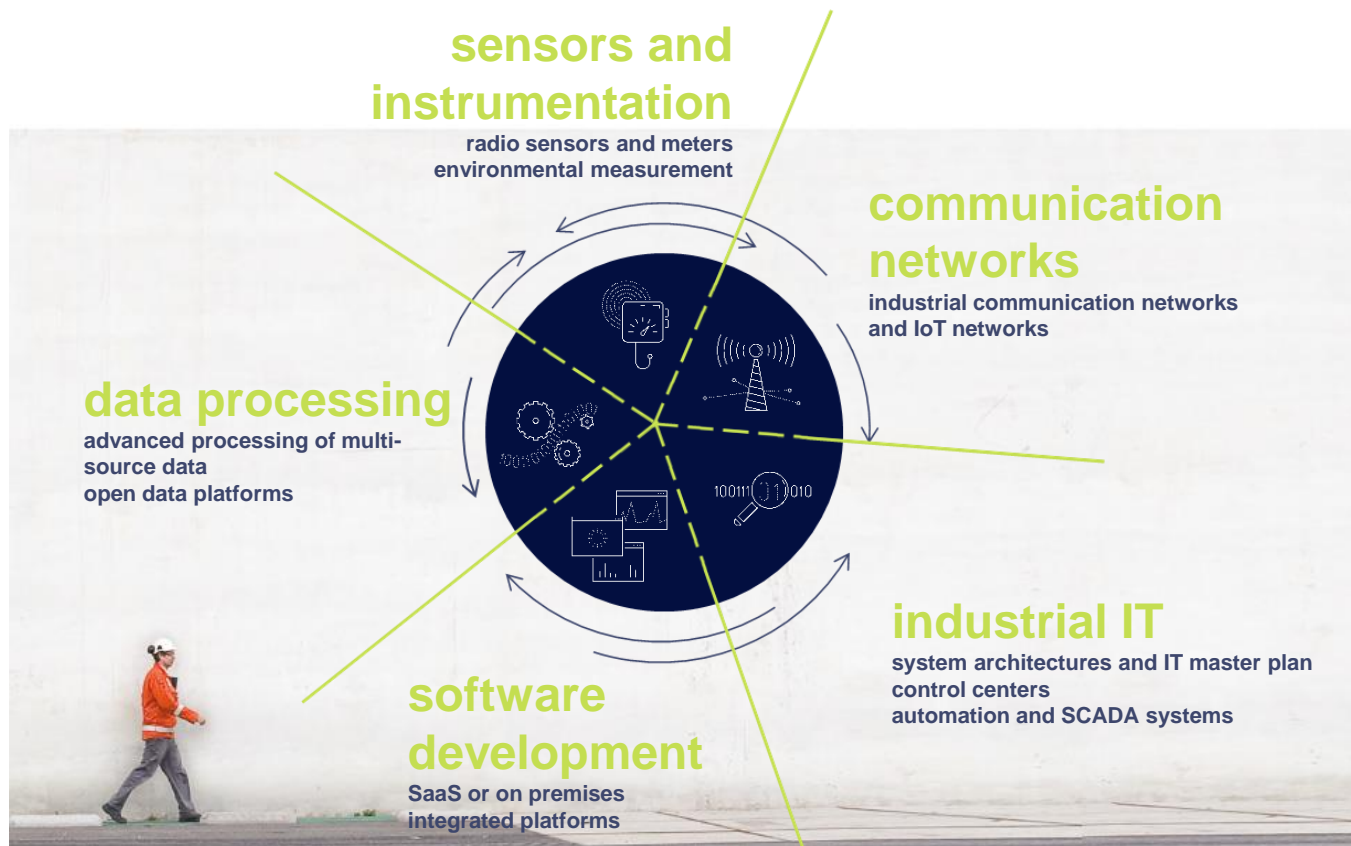 sensors and
instrumentation
radio sensors and meters
environmental measurement
communication
networks
industrial communication networks
and IoT networks
data processing
advanced processing of multi-
source data
open data platforms
100111 01 010
industrial IT
system architectures and IT master plan
control centers
automation and SCADA systems
software
development
SaaS or on premises
integrated platforms